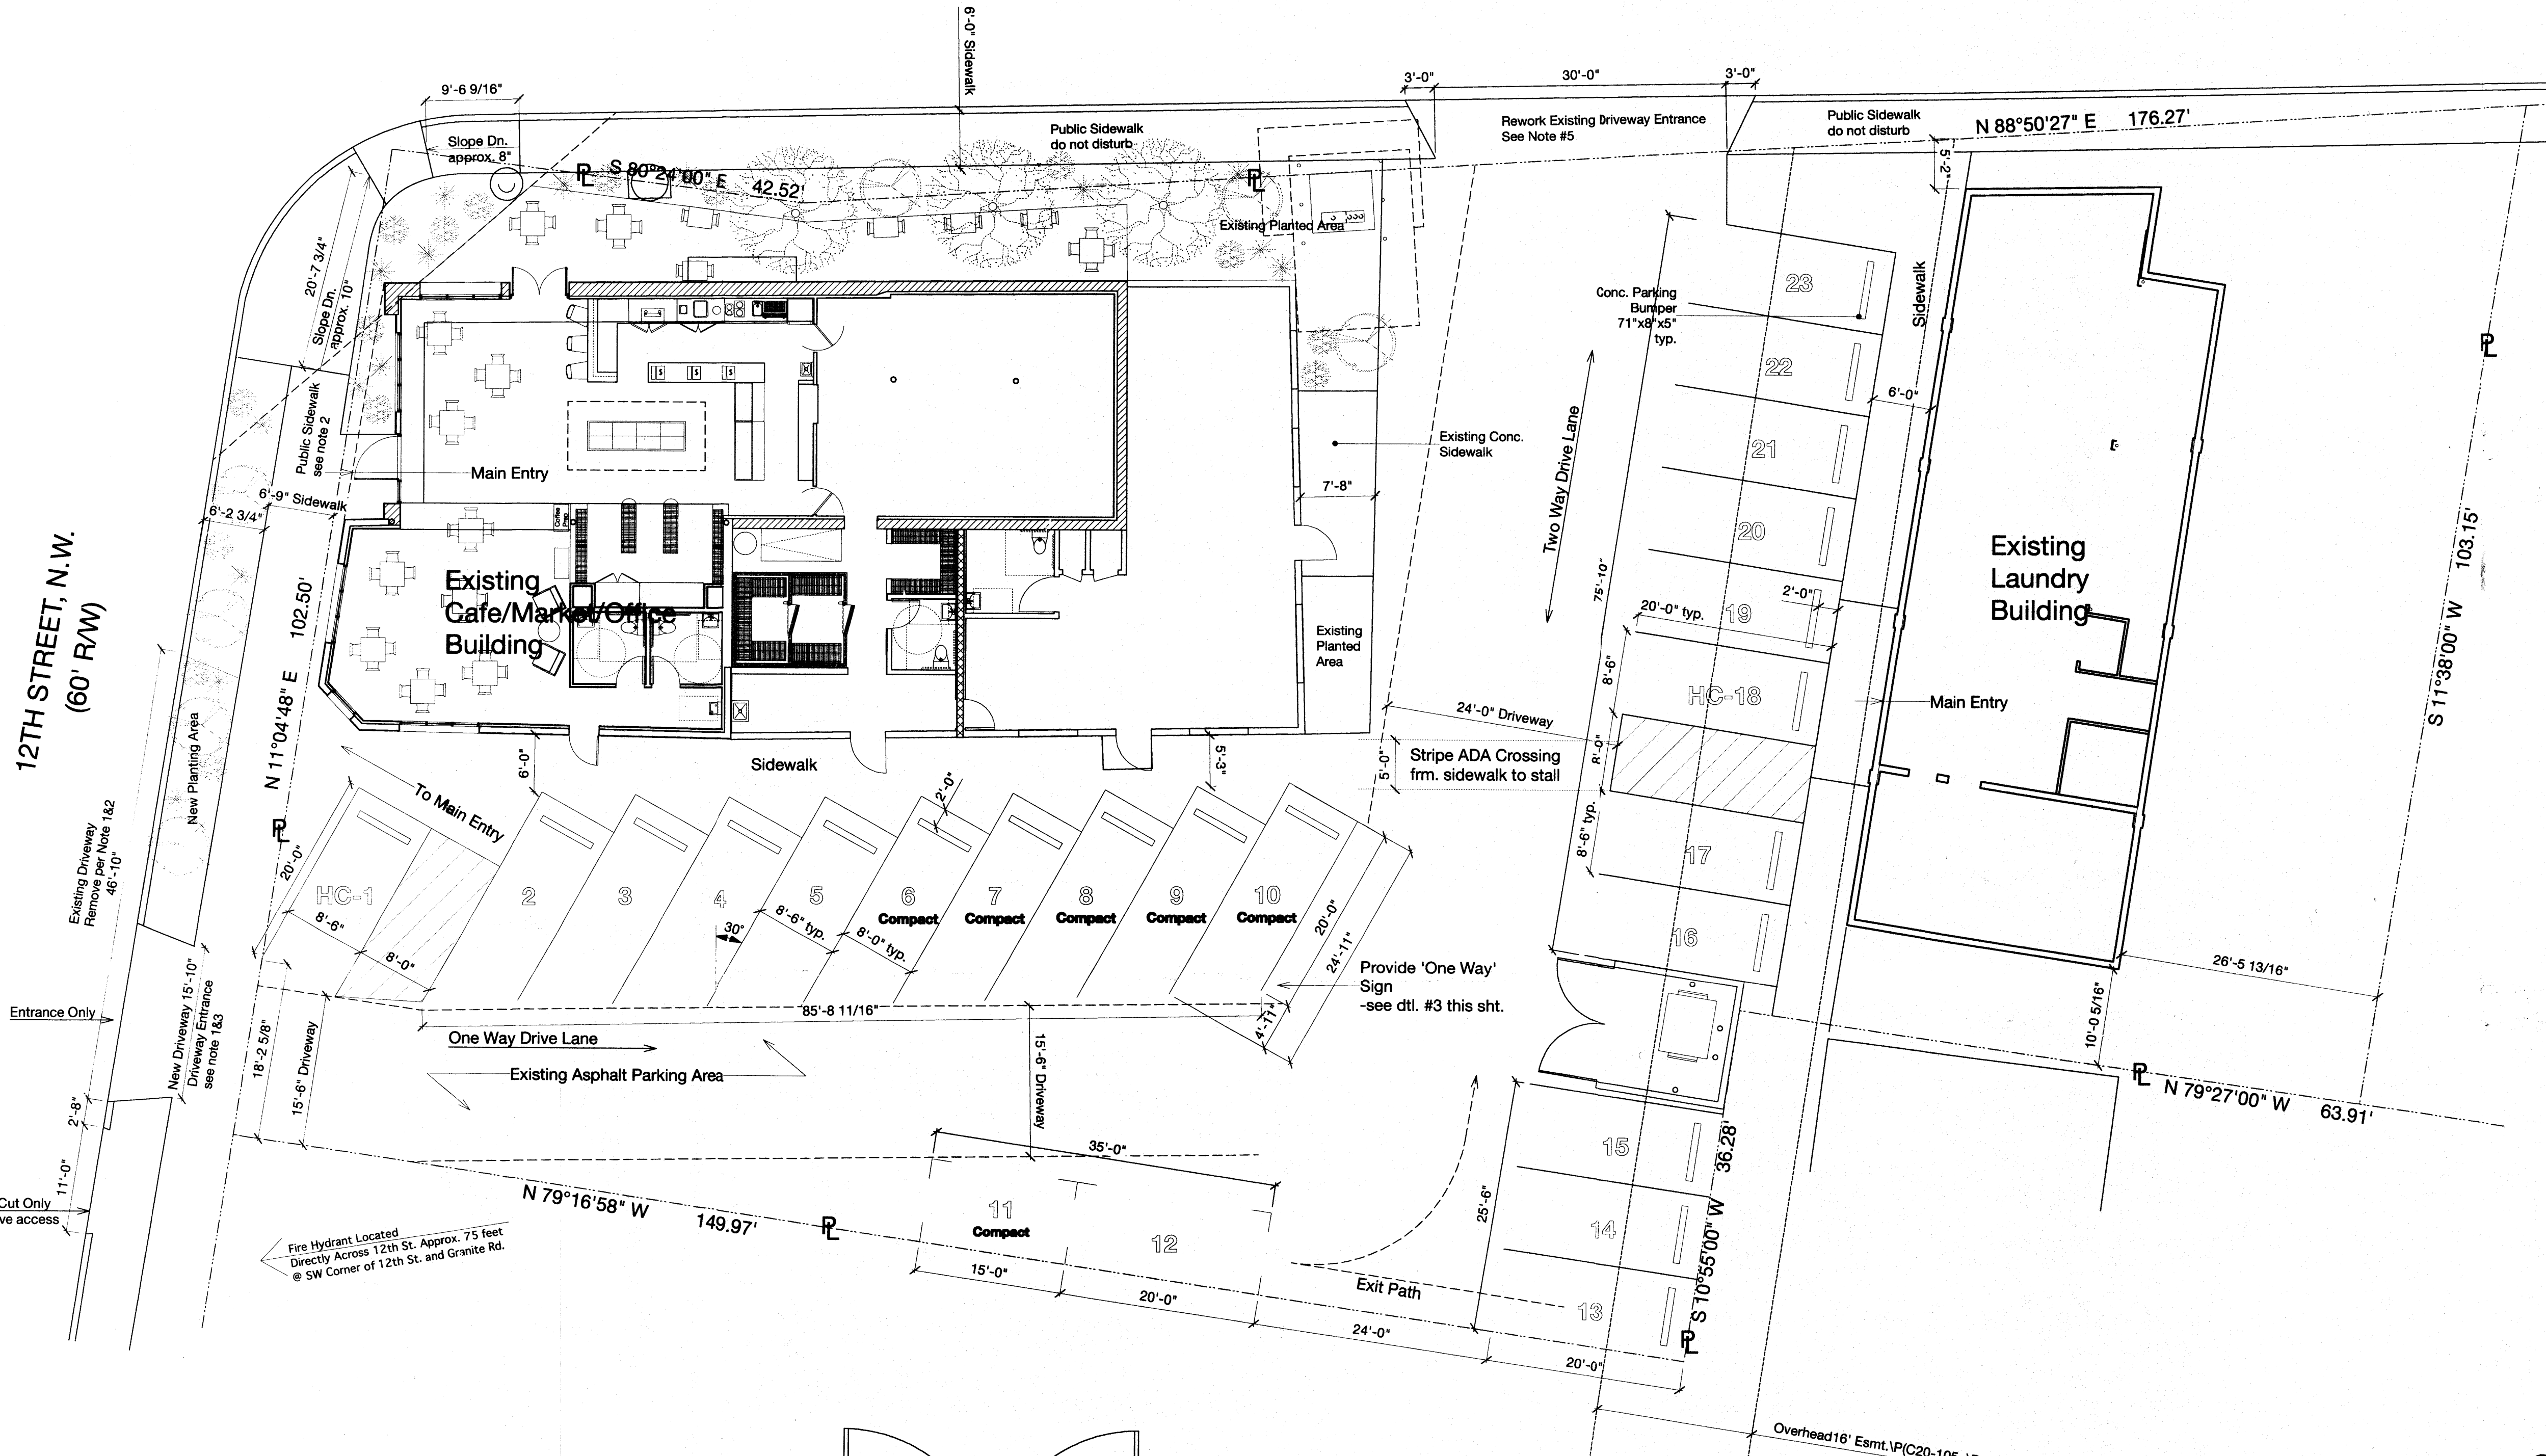 6'-0" Sidewalk
9'-6 9/16"
3'-0"
30'-0"
3'-0"
Slope Dn.
approx. 8"
Public Sidewalk
do not disturb
Rework Existing Driveway Entrance
See Note #5
Public Sidewalk
do not disturb
N 88°50'27" E 176.27'
PL
S 80°24'00" E 42.52'
PL
5'-2"
Existing Planted Area
20'-7 3/4"
Slope Dn.
approx. 10"
23
Conc. Parking
Bumper
71"x8"x5"
typ.
Sidewalk
PL
22
6'-0"
Public Sidewalk
see note 2
Main Entry
Existing Conc.
Sidewalk
21
Two Way Drive Lane
7'-8"
6'-9" Sidewalk
6'-2 3/4"
Coffee
Prep
20
12TH STREET, N.W.
(60' R/W)
N 11°04'48" E 102.50'
Existing
Cafe/Market/Office
Building
Existing
Laundry
Building
S 11°38'00" W 103.15'
75'-10"
2'-0"
20'-0" typ.
19
Existing
Planted
Area
8'-6"
HC-18
Main Entry
24'-0" Driveway
New Planting Area
Sidewalk
6'-0"
5'-3"
5'-0"
Stripe ADA Crossing
frm. sidewalk to stall
8'-0"
To Main Entry
2'-0"
PL
8'-6" typ.
17
Existing Driveway
Remove per Note 1&2
46'-10"
20'-0"
HC-1
8'-6"
8'-0"
2
3
4
30°
5
8'-6" typ.
8'-0" typ.
6
Compact
7
Compact
8
Compact
9
Compact
10
Compact
20'-0"
24'-11"
4'-11"
16
26'-5 13/16"
Provide 'One Way'
Sign
-see dtl. #3 this sht.
Entrance Only
New Driveway 15'-10"
Driveway Entrance
see note 1&3
18'-2 5/8"
15'-6" Driveway
85'-8 11/16"
One Way Drive Lane
Existing Asphalt Parking Area
15'-6" Driveway
10'-0 5/16"
PL
N 79°27'00" W 63.91'
2'-8"
11'-0"
Cut Only
ve access
35'-0"
15
36.28'
S 10°55'00" W
N 79°16'58" W 149.97'
PL
11
Compact
12
25'-6"
14
Fire Hydrant Located
Directly Across 12th St. Approx. 75 feet
@ SW Corner of 12th St. and Granite Rd.
15'-0"
20'-0"
Exit Path
13
PL
24'-0"
20'-0"
Overhead16' Esmt.\P(C20-105